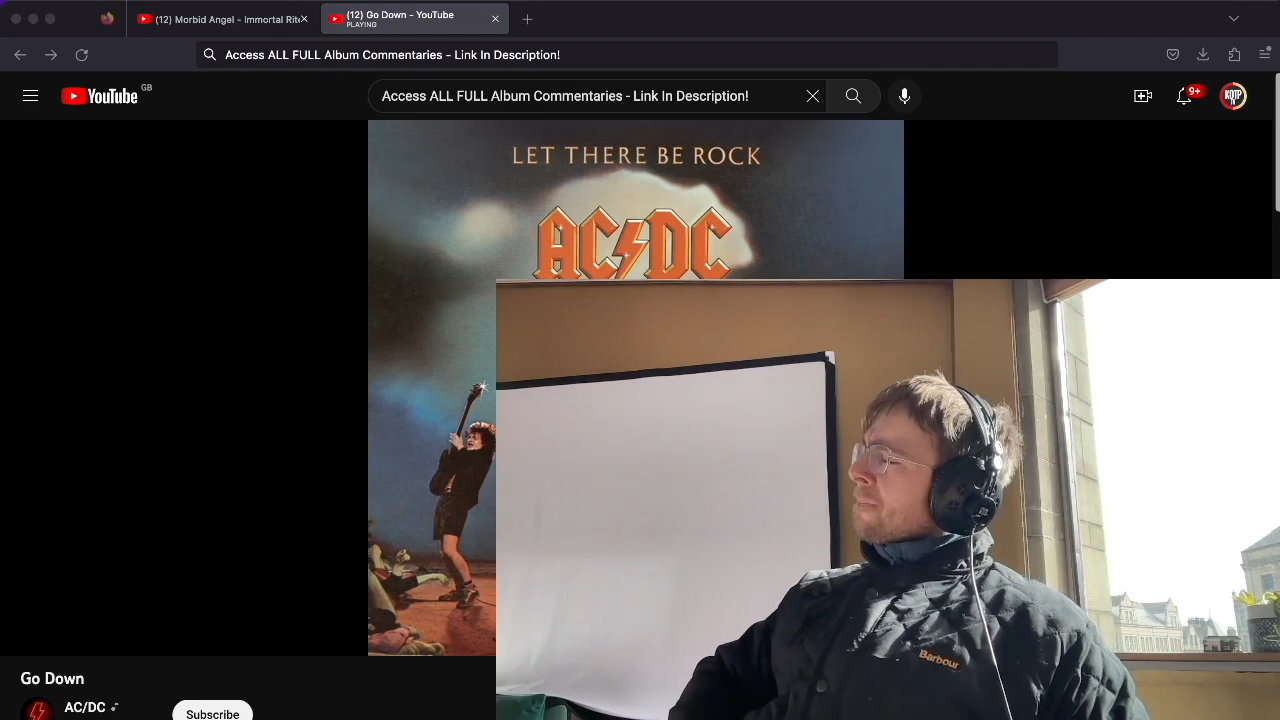 (12) Morbid Angel - Immortal Rite
(12) Go Down - YouTube
PLAYING
Access ALL FULL Album Commentaries - Link In Description!
YouTube GB
Access ALL FULL Album Commentaries - Link In Description!
9+
LET THERE BE ROCK
AC/DC
Barbour
Go Down
AC/DC
Subscribe